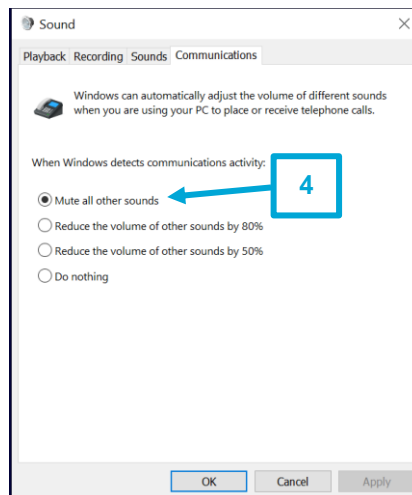 Sound
Playback Recording Sounds Communications
Windows can automatically adjust the volume of different sounds
when you are using your PC to place or receive telephone calls.
When Windows detects communications activity:
4
Mute all other sounds
Reduce the volume of other sounds by 80%
Reduce the volume of other sounds by 50%
Do nothing
OK Cancel Apply